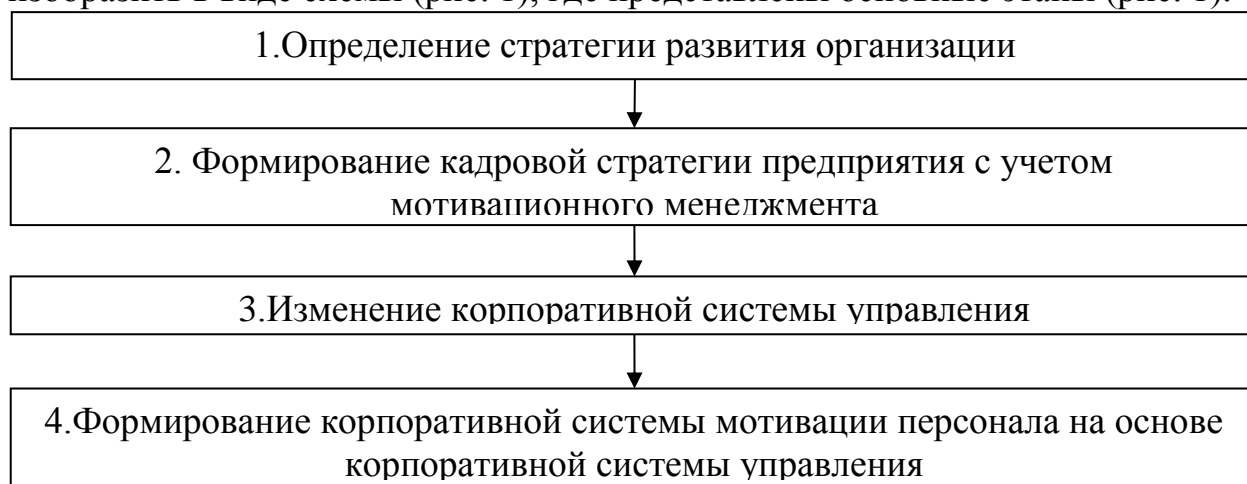 изобразить в виде схемы (рис. 1), где представлены основные этапы (рис. 1):
1.Определение стратегии развития организации
2. Формирование кадровой стратегии предприятия с учетом
мотивационного менеджмента
3.Изменение корпоративной системы управления
4.Формирование корпоративной системы мотивации персонала на основе
корпоративной системы управления